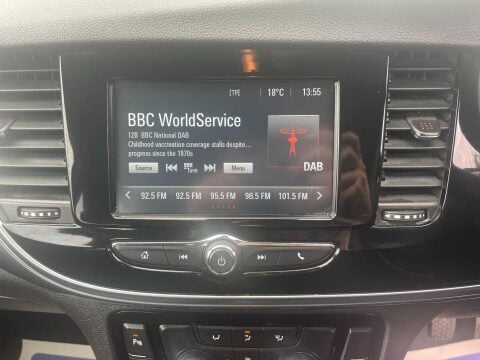 [TP] 18°C 13:55
BBC WorldService
12B BBC National DAB
Childhood vaccination coverage stalls despite...
progress since the 1970s
Source Menu
DAB
92.5 FM 92.5 FM 95.5 FM 98.5 FM 101.5 FM